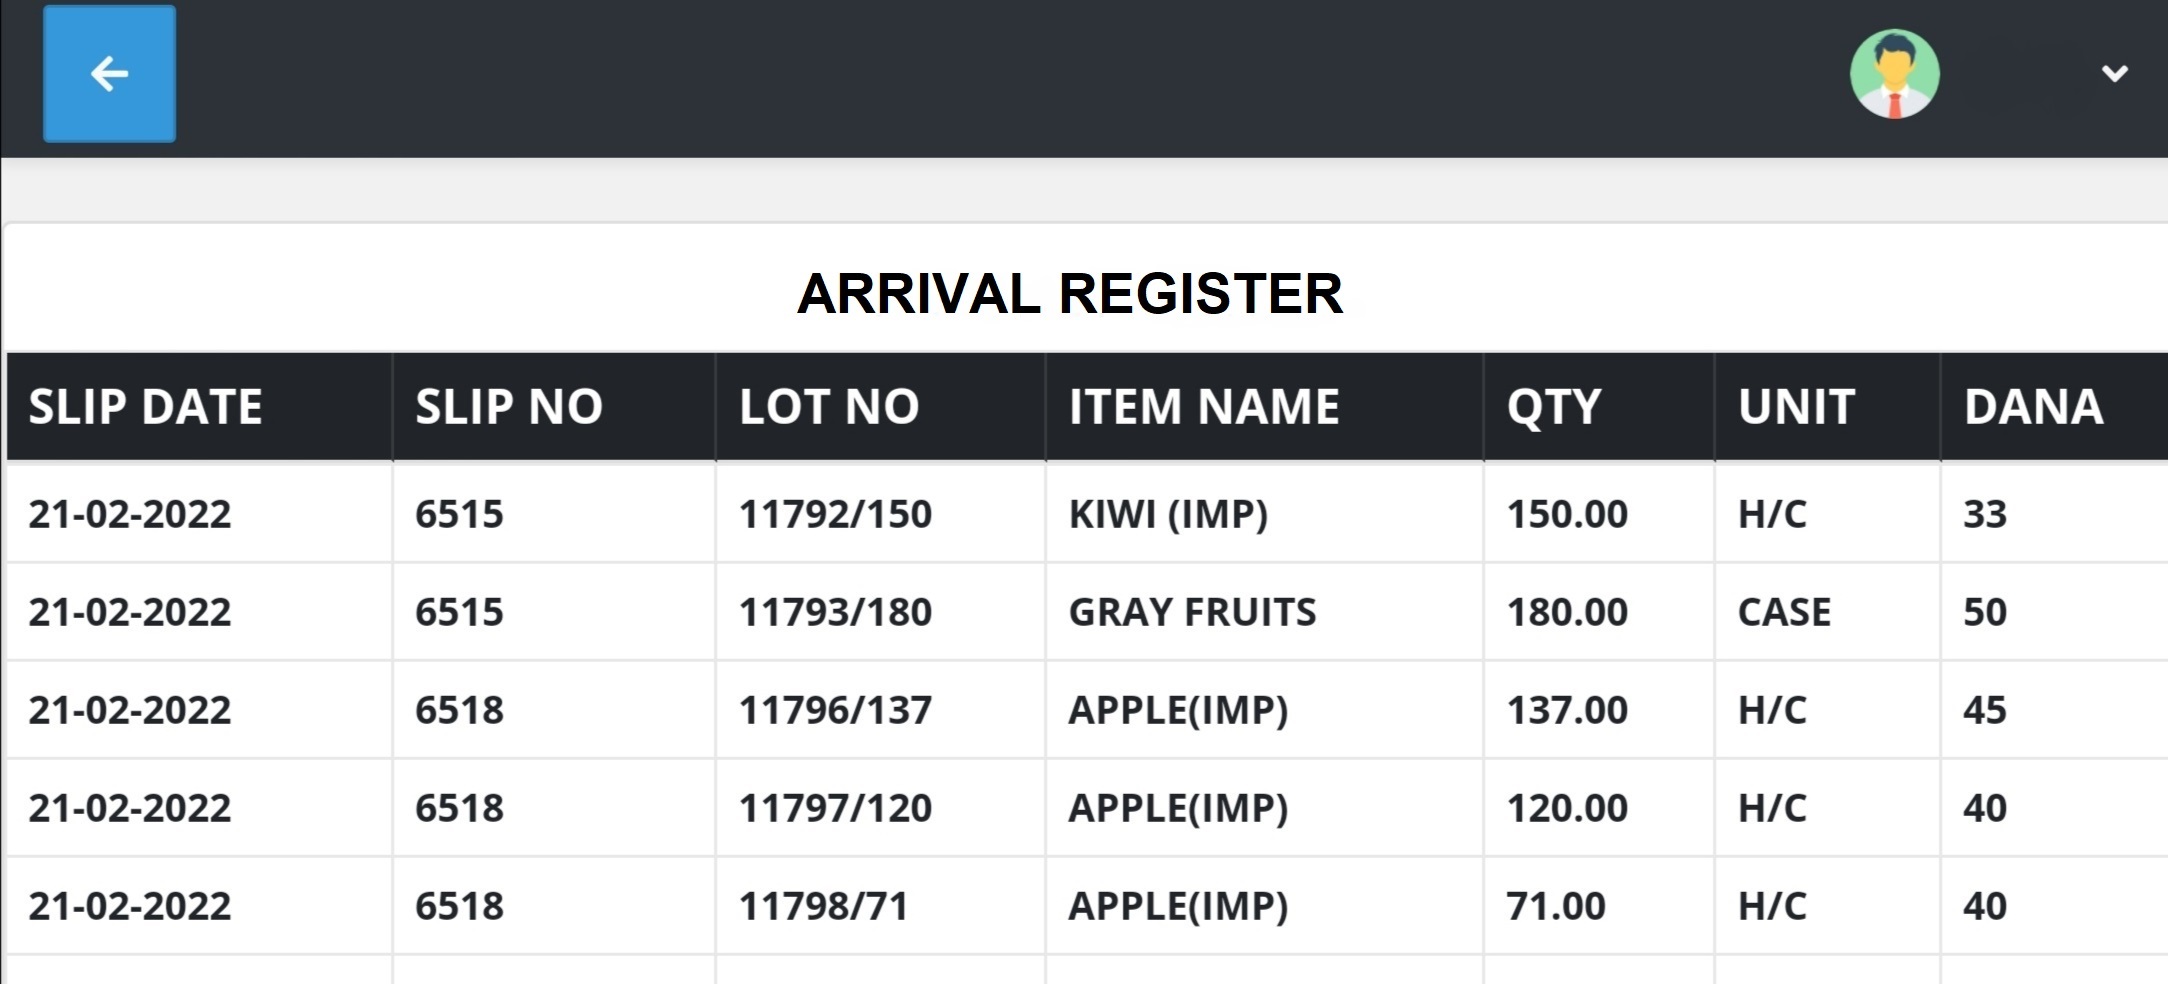 ARRIVAL REGISTER
SLIP DATE SLIP NO LOT NO ITEM NAME QTY UNIT DANA
21-02-2022 6515 11792/150 KIWI (IMP) 150.00 H/C 33
21-02-2022 6515 11793/180 GRAY FRUITS 180.00 CASE 50
21-02-2022 6518 11796/137 APPLE(IMP) 137.00 H/C 45
21-02-2022 6518 11797/120 APPLE(IMP) 120.00 H/C 40
21-02-2022 6518 11798/71 APPLE(IMP) 71.00 H/C 40